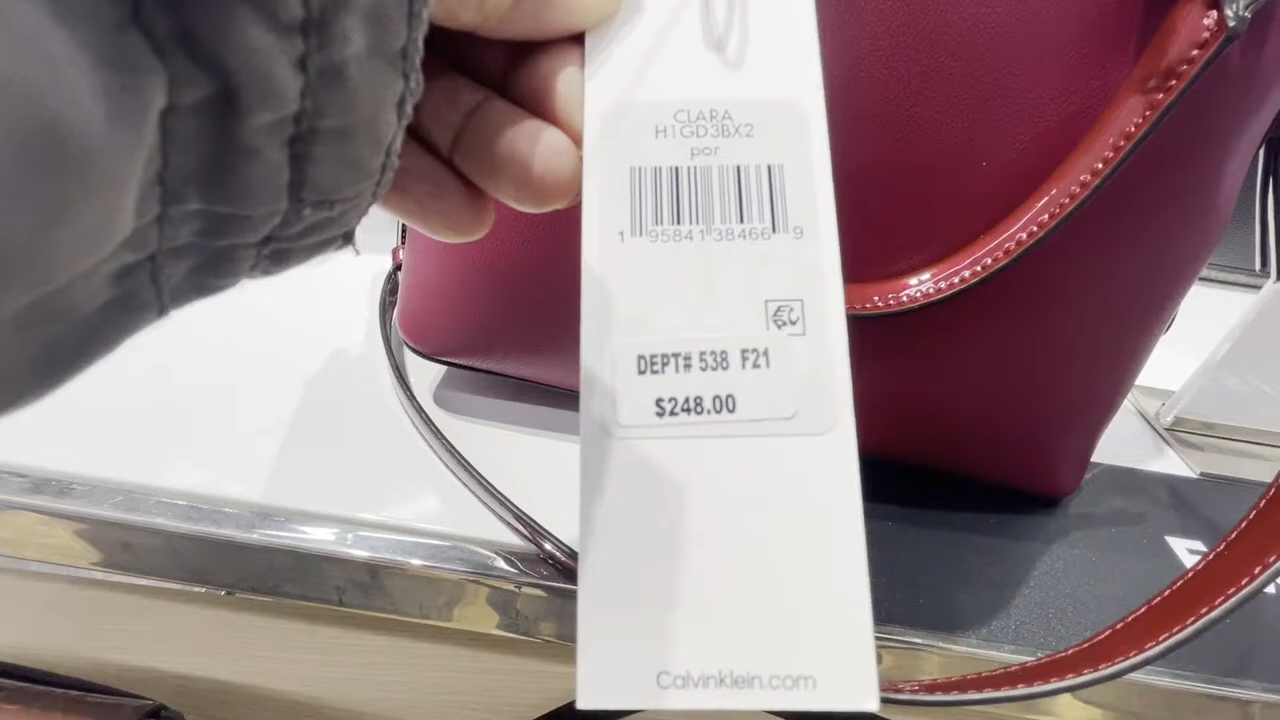 CLARA
H1GD3BX2
por
1 95841 38466 9
DEPT# 538 F21
$248.00
Calvinklein.com